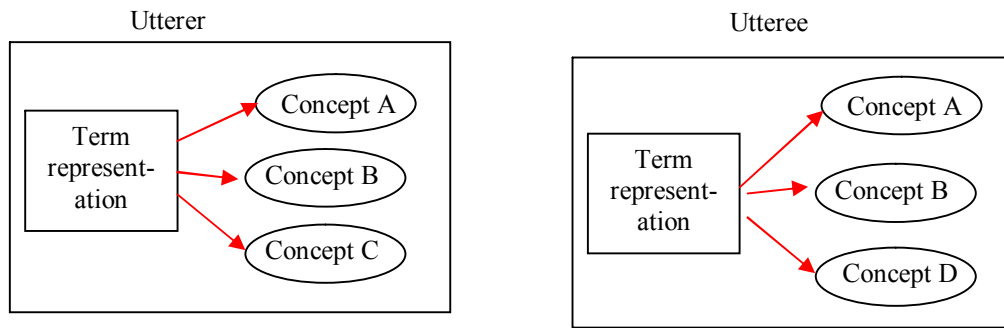 Utterer
Term
represent-
ation
Concept A
Concept B
Concept C
Utteree
Term
represent-
ation
Concept A
Concept B
Concept D